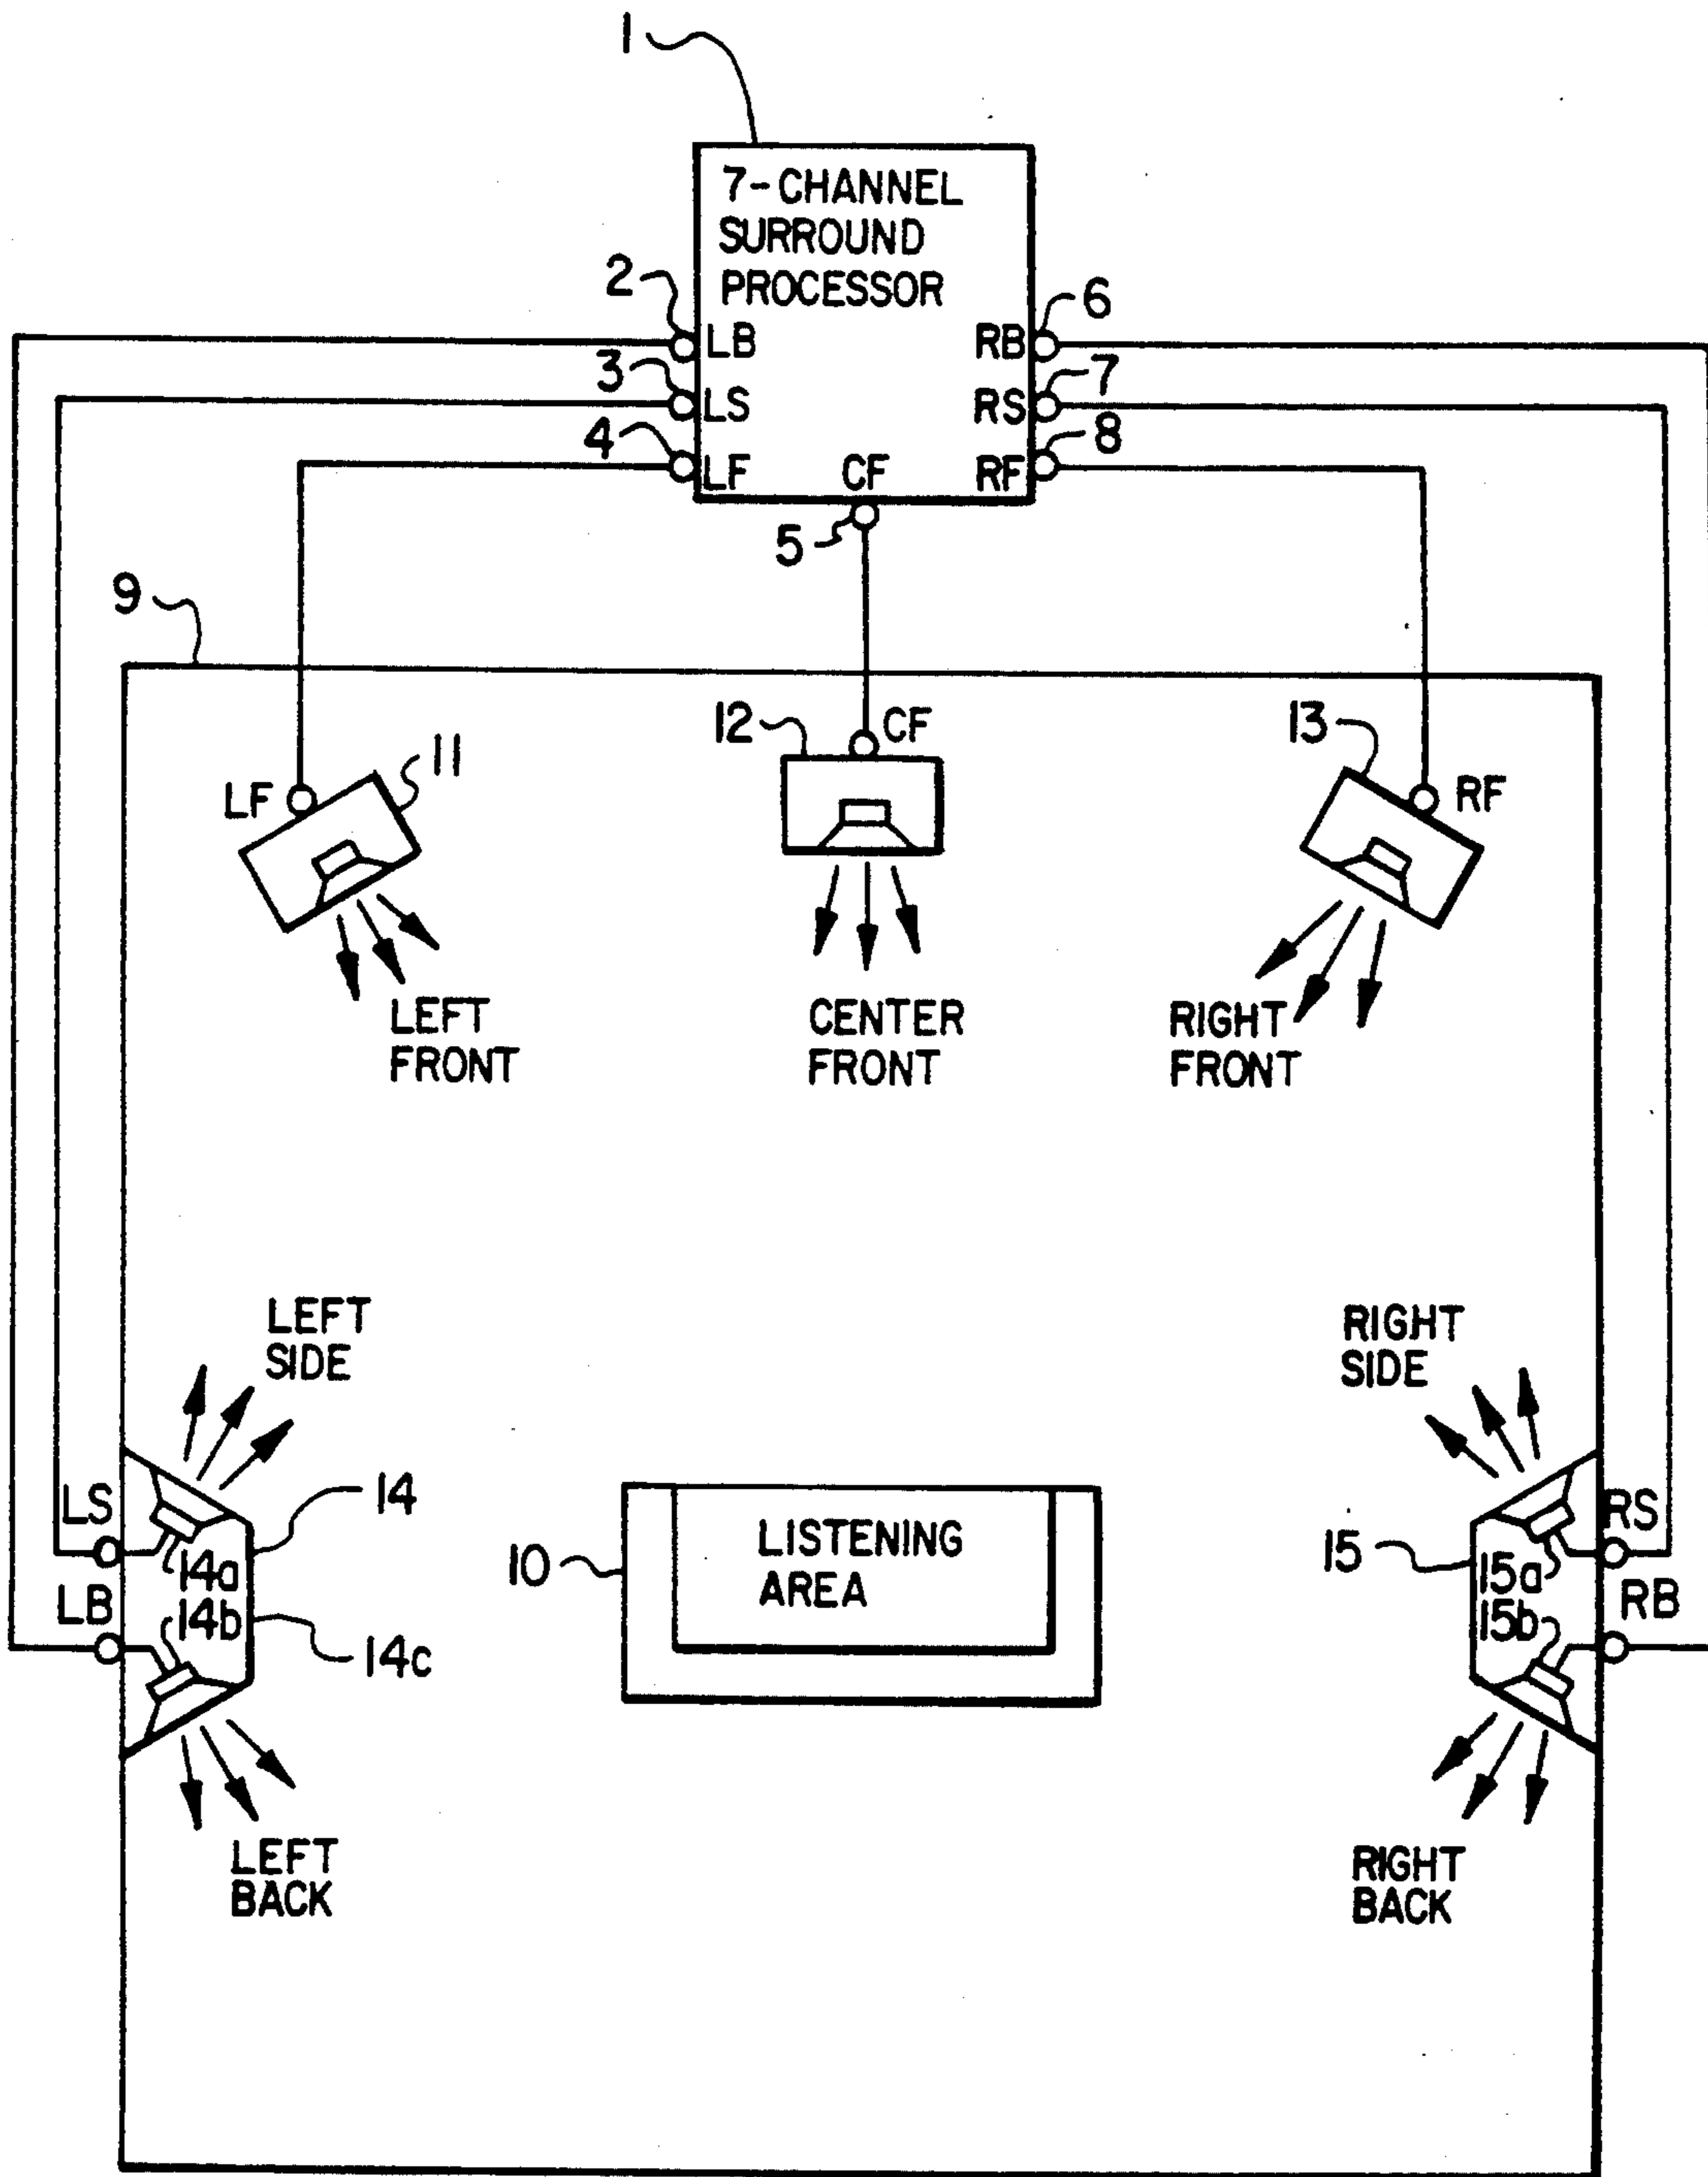 1
7-CHANNEL
SURROUND
PROCESSOR
2
6
LB
RB
3
7
LS
RS
4
8
LF
CF
RF
5
9
12
CF
13
11
LF
RF
LEFT
FRONT
CENTER
FRONT
RIGHT
FRONT
LEFT
SIDE
RIGHT
SIDE
LS
14
14a
LB
14b
14c
10
LISTENING
AREA
15
RS
15a
15b
RB
LEFT
BACK
RIGHT
BACK